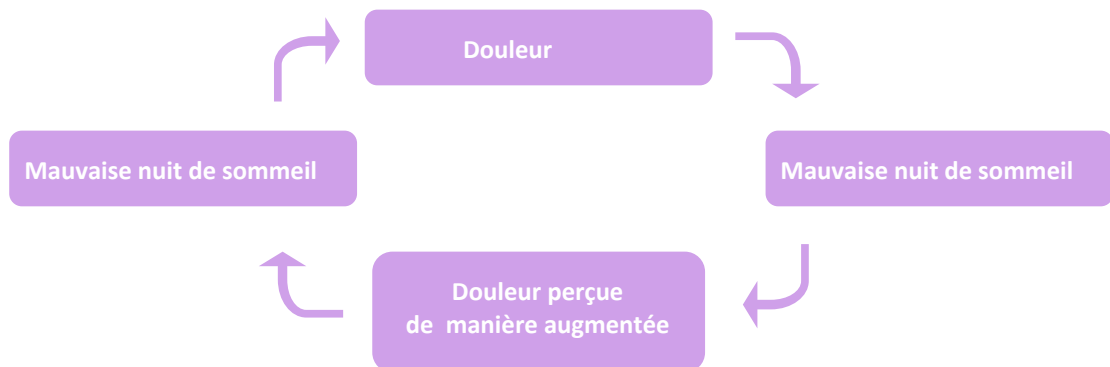 Douleur
Mauvaise nuit de sommeil
Mauvaise nuit de sommeil
Douleur perçue
de manière augmentée